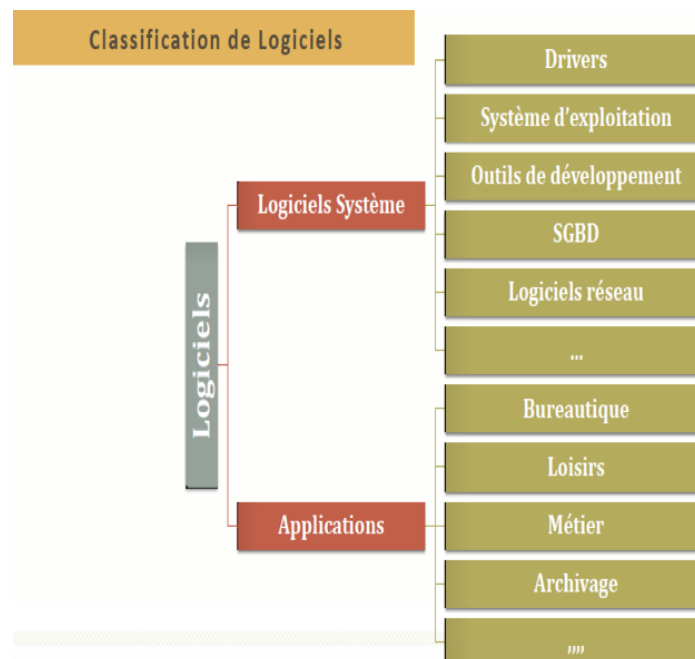 Classification de Logiciels
Logiciels
Logiciels Système
Drivers
Système d'exploitation
Outils de développement
SGBD
Logiciels réseau
...
Applications
Bureautique
Loisirs
Métier
Archivage
,,,,